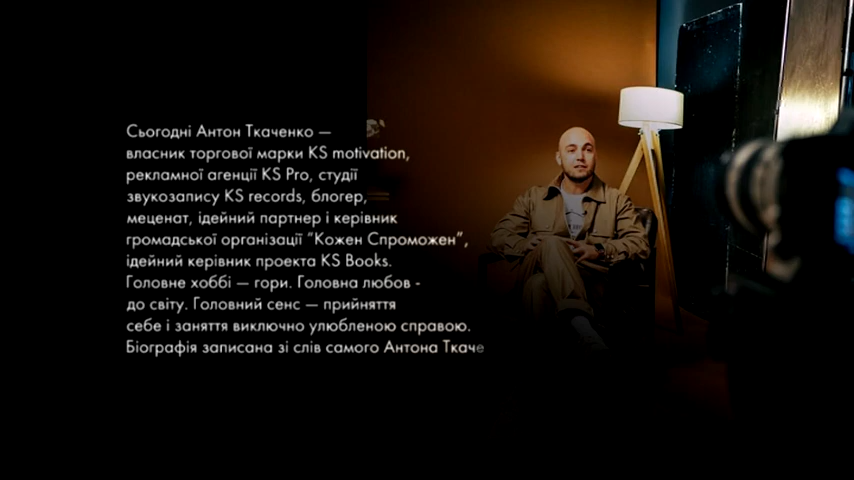 Сьогодні Антон Ткаченко —
власник торгової марки KS motivation,
рекламної агенції KS Pro, студії
звукозапису KS records, блогер,
меценат, ідейний партнер і керівник
громадської організації “Кожен Спроможен”,
ідейний керівник проекта KS Books.
Головне хоббі — гори. Головна любов -
до світу. Головний сенс — прийняття
себе і заняття виключно улюбленою справою.
Біографія записана зі слів самого Антона Ткаче